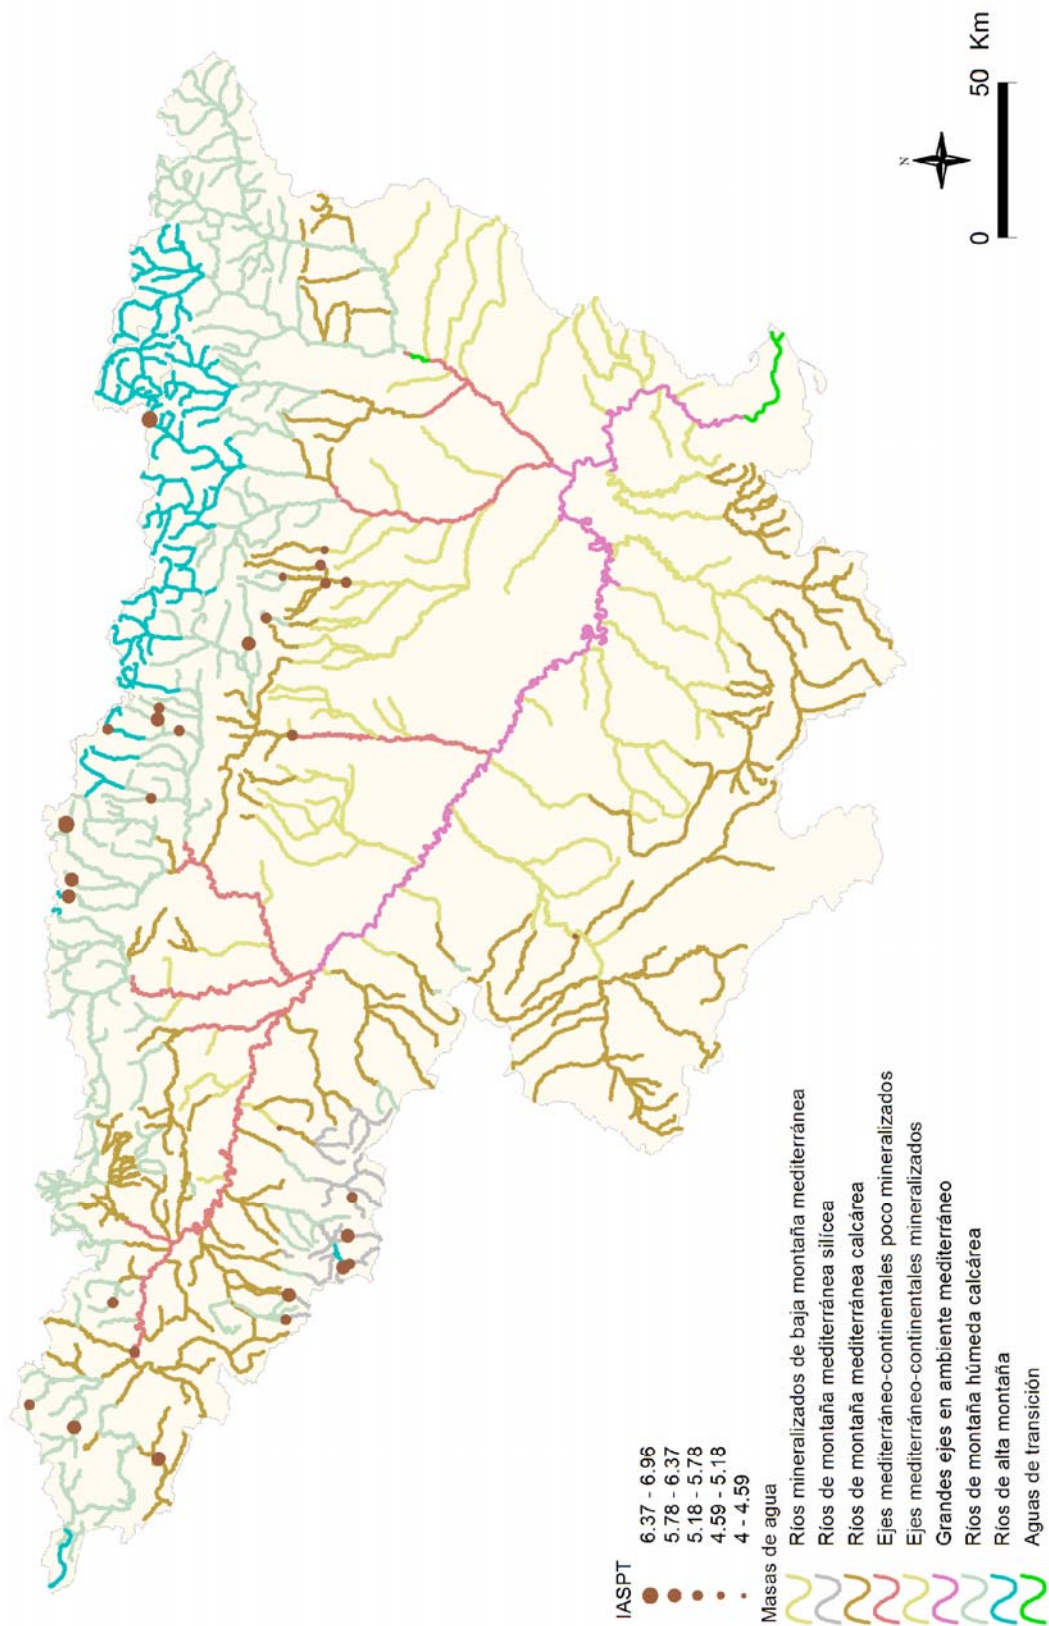 IASPT
6.37 - 6.96
5.78 - 6.37
5.18 - 5.78
4.59 - 5.18
4 - 4.59
Masas de agua
Ríos mineralizados de baja montaña mediterránea
Ríos de montaña mediterránea silícea
Ríos de montaña mediterránea calcárea
Ejes mediterráneo-continentales poco mineralizados
Ejes mediterráneo-continentales mineralizados
Grandes ejes en ambiente mediterráneo
Ríos de montaña húmeda calcárea
Ríos de alta montaña
Aguas de transición
N
0 50 Km